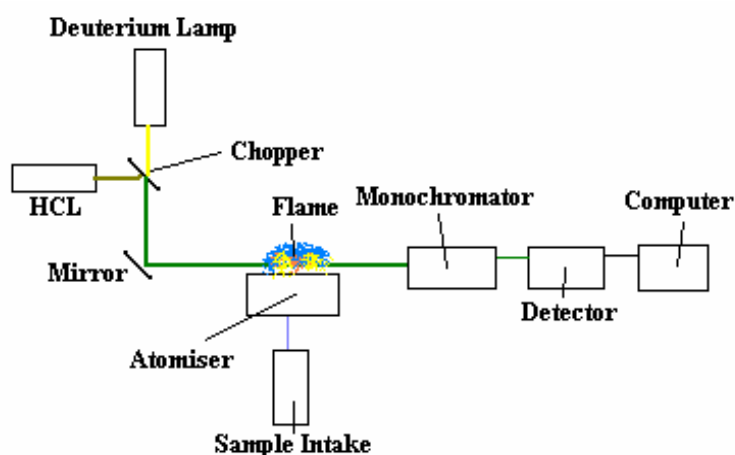 Deuterium Lamp
Chopper
HCL
Flame
Monochromator
Computer
Mirror
Detector
Atomiser
Sample Intake